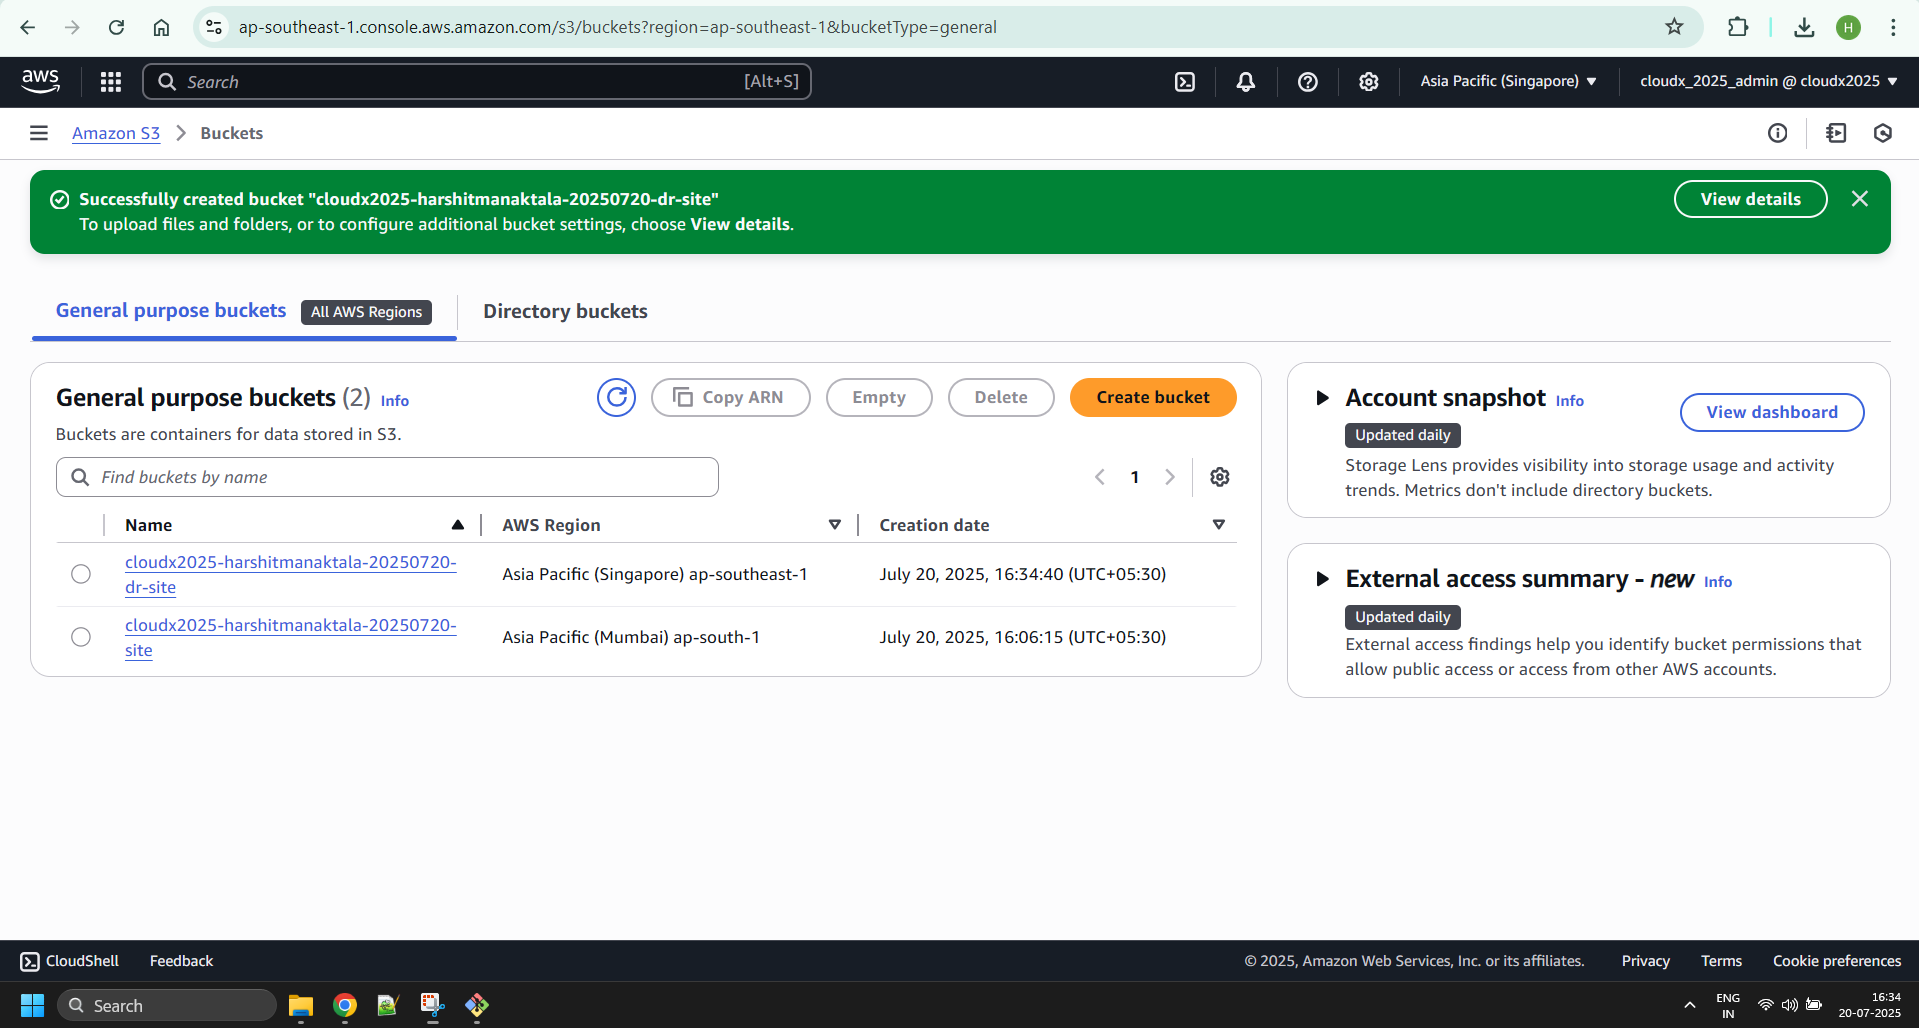 ap-southeast-1.console.aws.amazon.com/s3/buckets?region=ap-southeast-1&bucketType=general
H
aws
Search
[Alt+S]
Asia Pacific (Singapore)
cloudx_2025_admin @ cloudx2025
Amazon S3
Buckets
Successfully created bucket "cloudx2025-harshitmanaktala-20250720-dr-site"
To upload files and folders, or to configure additional bucket settings, choose View details.
View details
General purpose buckets
All AWS Regions
Directory buckets
General purpose buckets (2) Info
Copy ARN
Empty
Delete
Create bucket
Buckets are containers for data stored in S3.
Find buckets by name
1
Name
AWS Region
Creation date
cloudx2025-harshitmanaktala-20250720-
dr-site
Asia Pacific (Singapore) ap-southeast-1
July 20, 2025, 16:34:40 (UTC+05:30)
cloudx2025-harshitmanaktala-20250720-
site
Asia Pacific (Mumbai) ap-south-1
July 20, 2025, 16:06:15 (UTC+05:30)
Account snapshot Info
Updated daily
View dashboard
Storage Lens provides visibility into storage usage and activity
trends. Metrics don't include directory buckets.
External access summary - new Info
Updated daily
External access findings help you identify bucket permissions that
allow public access or access from other AWS accounts.
CloudShell
Feedback
© 2025, Amazon Web Services, Inc. or its affiliates.
Privacy
Terms
Cookie preferences
Search
ENG
IN
16:34
20-07-2025